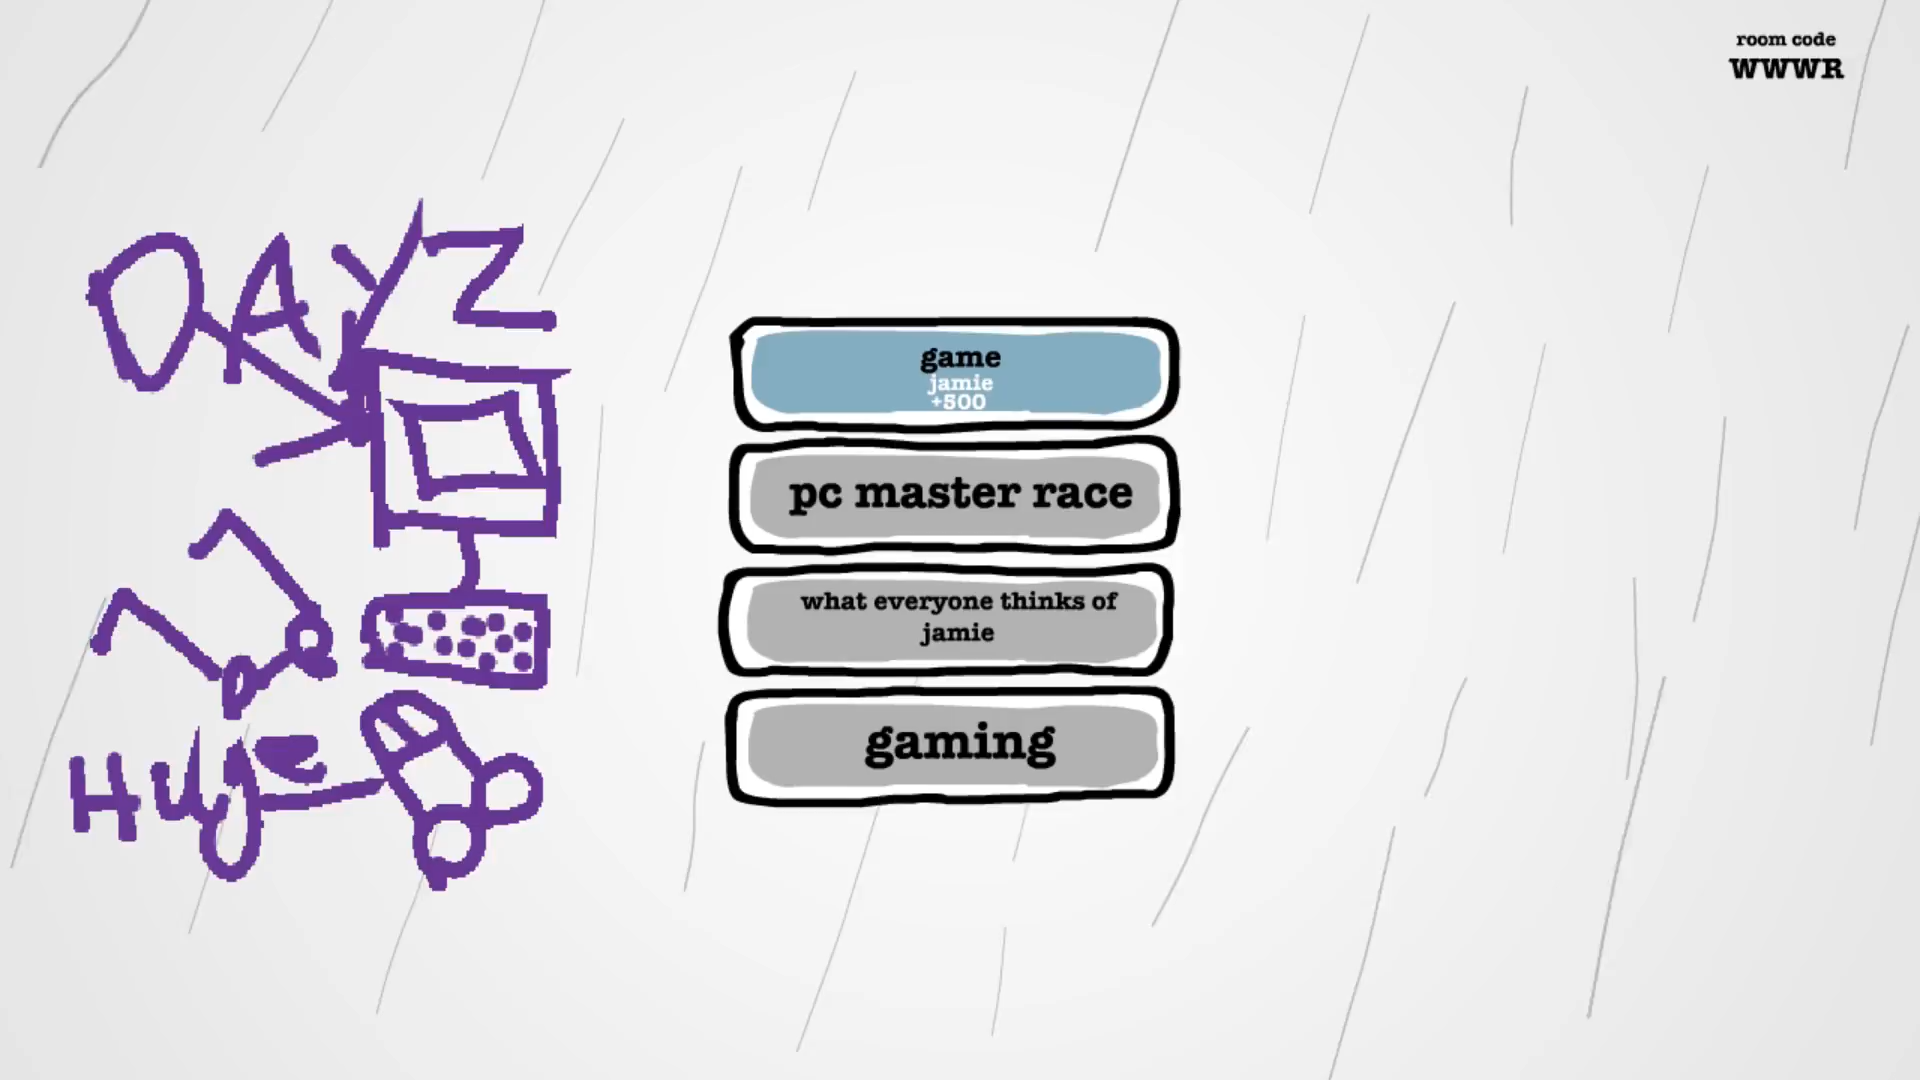 room code
WWWR
DAYZ
game
jamie
+500
pc master race
what everyone thinks of
jamie
gaming
Huge